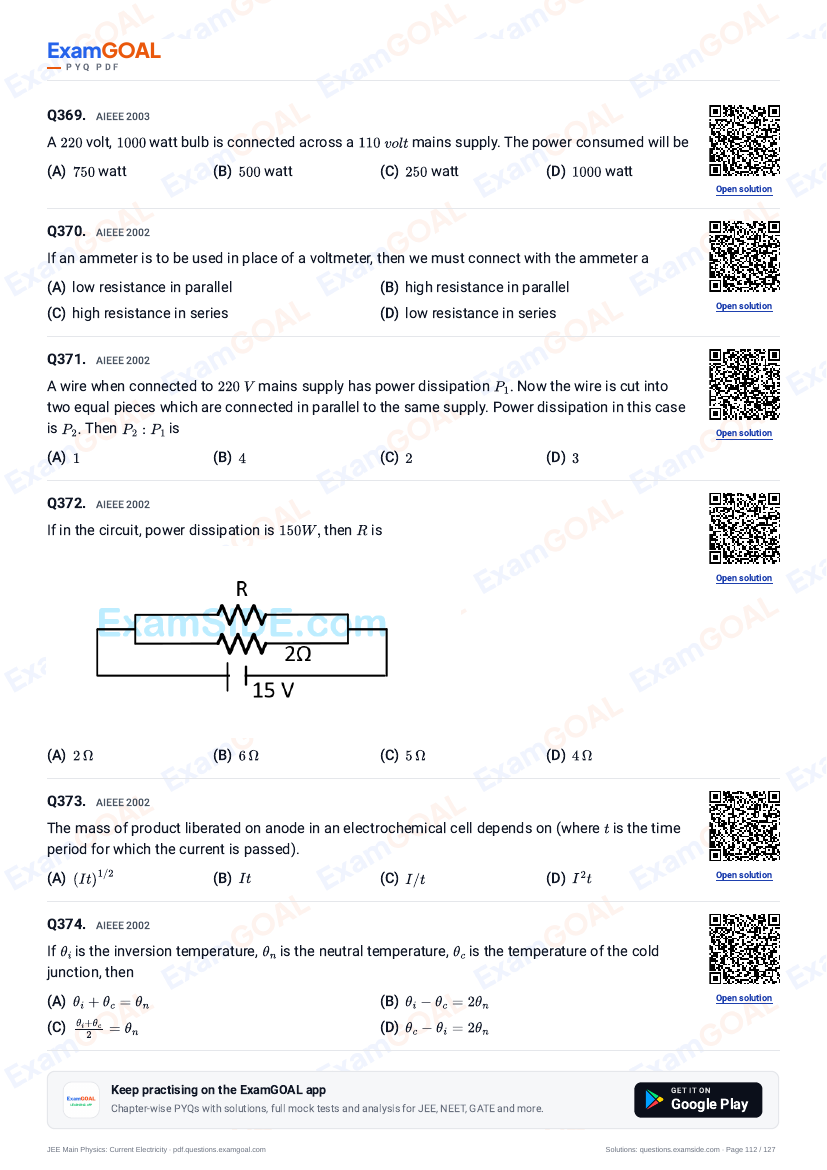 ExamGOAL
PYQ PDF
Q369. AIEEE 2003
A 220 volt, 1000 watt bulb is connected across a 110 volt mains supply. The power consumed will be
(A) 750 watt (B) 500 watt (C) 250 watt (D) 1000 watt
Open solution
Q370. AIEEE 2002
If an ammeter is to be used in place of a voltmeter, then we must connect with the ammeter a
(A) low resistance in parallel (B) high resistance in parallel
(C) high resistance in series (D) low resistance in series
Open solution
Q371. AIEEE 2002
A wire when connected to 220 V mains supply has power dissipation P₁. Now the wire is cut into
two equal pieces which are connected in parallel to the same supply. Power dissipation in this case
is P₂. Then P₂ : P₁ is
(A) 1 (B) 4 (C) 2 (D) 3
Open solution
Q372. AIEEE 2002
If in the circuit, power dissipation is 150W, then R is
Open solution
R
ExamSIDE.com
2Ω
15 V
(A) 2 Ω (B) 6 Ω (C) 5 Ω (D) 4 Ω
Q373. AIEEE 2002
The mass of product liberated on anode in an electrochemical cell depends on (where t is the time
period for which the current is passed).
(A) (It)^1/2 (B) It (C) I/t (D) I²t
Open solution
Q374. AIEEE 2002
If θᵢ is the inversion temperature, θₙ is the neutral temperature, θ_c is the temperature of the cold
junction, then
(A) θᵢ + θ_c = θₙ (B) θᵢ − θ_c = 2θₙ
(C) (θᵢ+θ_c)/2 = θₙ (D) θ_c − θᵢ = 2θₙ
Open solution
ExamGOAL
Keep practising on the ExamGOAL app
Chapter-wise PYQs with solutions, full mock tests and analysis for JEE, NEET, GATE and more.
GET IT ON
Google Play
JEE Main Physics: Current Electricity · pdf.questions.examgoal.com Solutions: questions.examside.com · Page 112 / 127